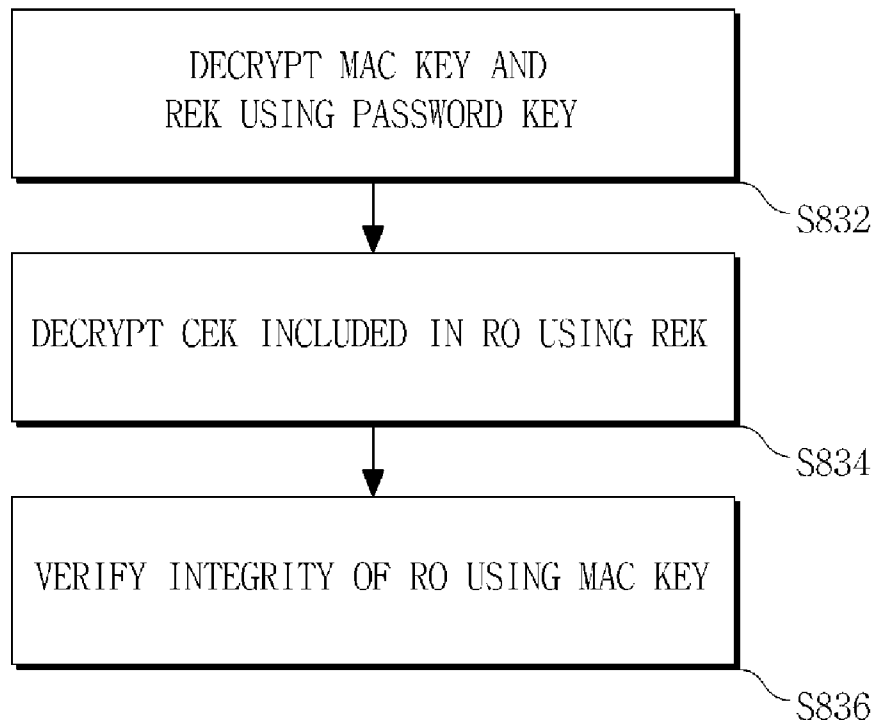 DECRYPT MAC KEY AND
REK USING PASSWORD KEY
S832
DECRYPT CEK INCLUDED IN RO USING REK
S834
VERIFY INTEGRITY OF RO USING MAC KEY
S836